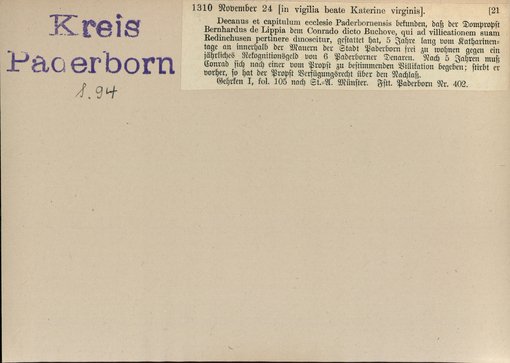 Kreis
Paderborn
S. 94
1310 November 24 [in vigilia beate Katerine virginis]. [21
Decanus et capitulum ecclesie Paderbornensis bekunden, daß der Dompropst
Bernhardus de Lippia dem Conrado dicto Buchove, qui ad villicationem suam
Redinchusen pertinere dinoscitur, gestattet hat, 5 Jahre lang vom Katharinen-
tage an innerhalb der Mauern der Stadt Paderborn frei zu wohnen gegen ein
jährliches Rekognitionsgeld von 6 Paderborner Denaren. Nach 5 Jahren muß
Conrad sich nach einer vom Propst zu bestimmenden Villikation begeben; stirbt er
vorher, so hat der Propst Verfügungsrecht über den Nachlaß.
Gehrken I, fol. 105 nach St.-A. Münster. Fstt. Paderborn Nr. 402.